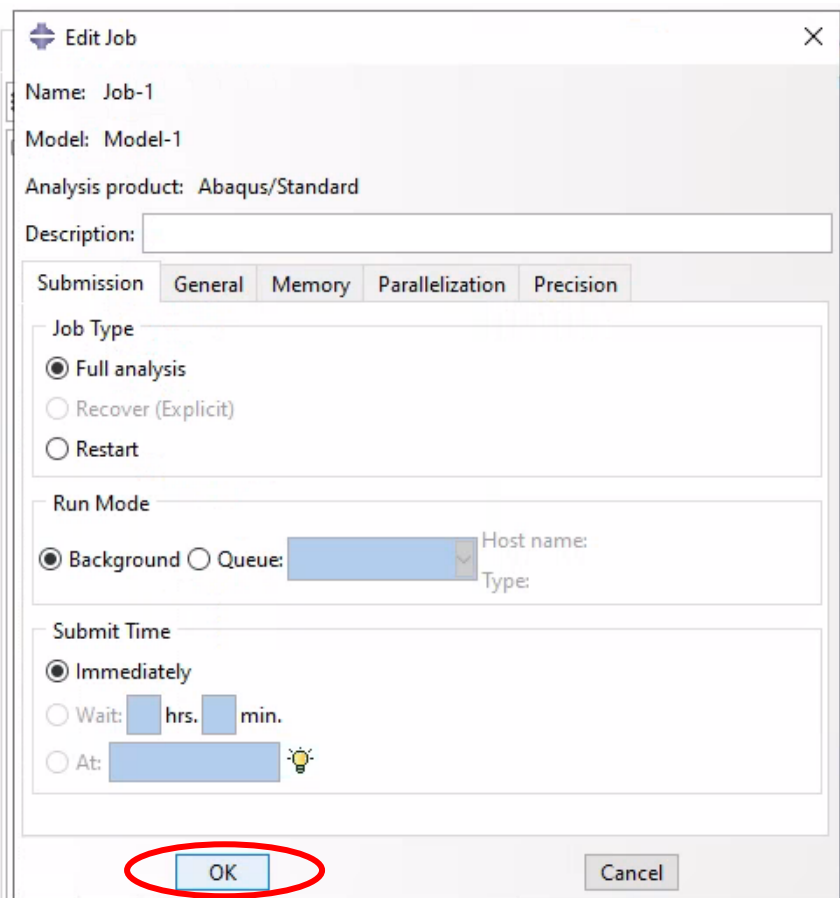 Edit Job
Name: Job-1
Model: Model-1
Analysis product: Abaqus/Standard
Description:
Submission General Memory Parallelization Precision
Job Type
Full analysis
Recover (Explicit)
Restart
Run Mode
Background Queue: Host name:
Type:
Submit Time
Immediately
Wait: hrs. min.
At:
OK Cancel